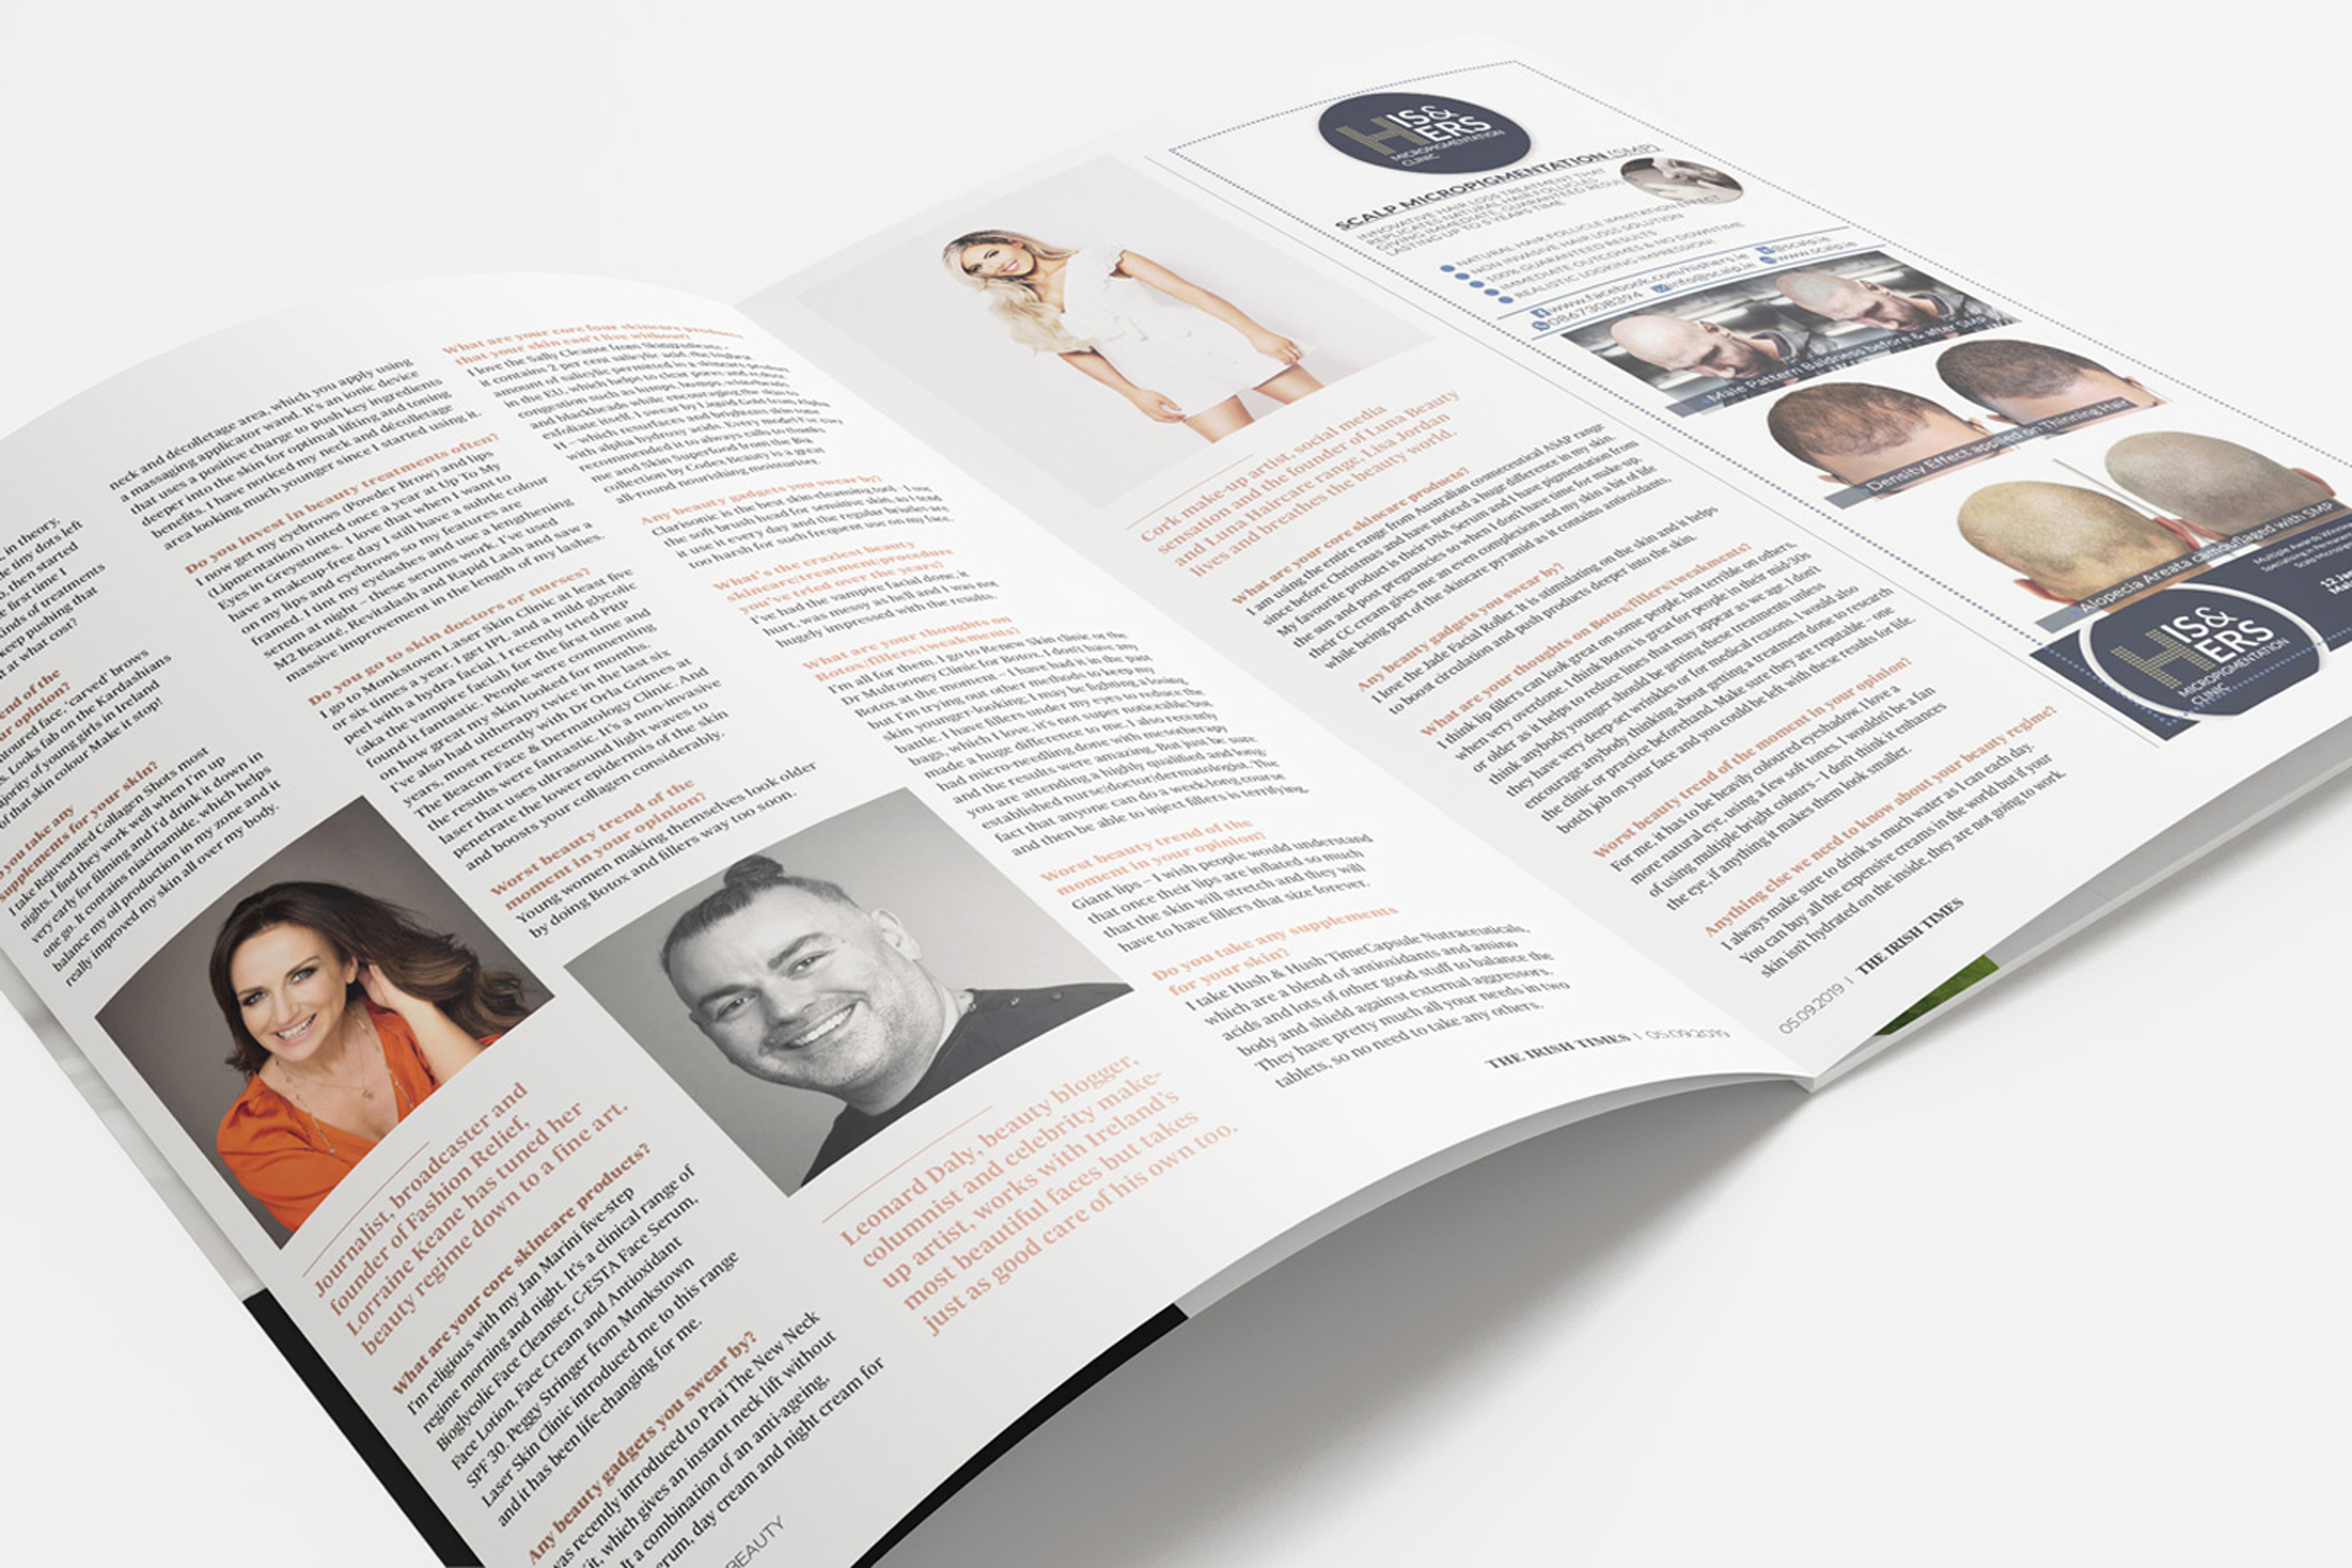 , in theory,
le tiny dots left
, then started
e first time I
inds of treatments
keep pushing that
n at what cost?
end of the
ur opinion?
ntoured face, 'carved' brows
s. Looks fab on the Kardashians
ajority of young girls in Ireland
of that skin colour Make it stop!
you take any
supplements for your skin?
I take Rejuvenated Collagen Shots most
nights. I find they work well when I'm up
very early for filming and I'd drink it down in
one go. It contains niacinamide, which helps
balance my oil production in my zone and it
really improved my skin all over my body.
Journalist, broadcaster and
founder of Fashion Relief,
Lorraine Keane has tuned her
beauty regime down to a fine art.
What are your core skincare products?
I'm religious with my Jan Marini five-step
regime morning and night. It's a clinical range of
Bioglycolic Face Cleanser, C-ESTA Face Serum,
Face Lotion, Face Cream and Antioxidant
SPF 30. Peggy Stringer from Monkstown
Laser Skin Clinic introduced me to this range
and it has been life-changing for me.
Any beauty gadgets you swear by?
was recently introduced to Prai The New Neck
Kit, which gives an instant neck lift without
It a combination of an anti-ageing,
erum, day cream and night cream for
BEAUTY
neck and décolletage area, which you apply using
a massaging applicator wand. It's an ionic device
that uses a positive charge to push key ingredients
deeper into the skin for optimal lifting and toning
benefits. I have noticed my neck and décolletage
area looking much younger since I started using it.
Do you invest in beauty treatments often?
I now get my eyebrows (Powder Brow) and lips
(Lipmentation) tinted once a year at Up To My
Eyes in Greystones. I love that when I want to
have a makeup-free day I still have a subtle colour
on my lips and eyebrows so my features are
framed. I tint my eyelashes and use a lengthening
serum at night – these serums work. I've used
M2 Beauté, Revitalash and Rapid Lash and saw a
massive improvement in the length of my lashes.
Do you go to skin doctors or nurses?
I go to Monkstown Laser Skin Clinic at least five
or six times a year. I get IPL and a mild glycolic
peel with a hydra facial. I recently tried PRP
(aka the vampire facial) for the first time and
found it fantastic. People were commenting
on how great my skin looked for months.
I've also had ultherapy twice in the last six
years, most recently with Dr Orla Grimes at
The Beacon Face & Dermatology Clinic. And
the results were fantastic. It's a non-invasive
laser that uses ultrasound light waves to
penetrate the lower epidermis of the skin
and boosts your collagen considerably.
Worst beauty trend of the
moment in your opinion?
Young women making themselves look older
by doing Botox and fillers way too soon.
Leonard Daly, beauty blogger,
columnist and celebrity make-
up artist, works with Ireland's
most beautiful faces but takes
just as good care of his own too.
What are your core four skincare products
that your skin can't live without?
I love the Sally Cleanse from
it contains 2 per cent salicylic acid, the highest
amount of salicylic permitted in a skincare product
in the EU, which helps to clear pores and reduce
congestion such as lumps, bumps, whiteheads
and blackheads while encouraging the skin to
exfoliate itself. I swear by Liquid Gold from Alpha
H – which resurfaces and brightens skin tone
with alpha hydroxy acids. Every model I've ever
recommended it to always calls to thanks
me and Skin Superfood from the Bia
collection by Codex Beauty is a great
all-round nourishing moisturiser.
Any beauty gadgets you swear by?
Clarisonic is the best skin-cleansing tool – I use
the soft brush head for sensitive skin, as I tend
it use it every day and the regular bristles are
too harsh for such frequent use on my face.
What's the craziest beauty
skincare/treatment/procedure
you've tried over the years?
I've had the vampire facial done, it
hurt, was messy as hell and I was not
hugely impressed with the results.
What are your thoughts on
Botox/fillers/tweakments?
I'm all for them. I go to Renew Skin clinic or the
Dr Mulrooney Clinic for Botox. I don't have any
Botox at the moment – I have had it in the past
but I'm trying out other methods to keep my
skin younger-looking. I may be fighting a losing
battle. I have fillers under my eyes to reduce the
bags, which I love, it's not super noticeable but
made a huge difference to me. I also recently
had micro-needling done with mesotherapy
and the results were amazing. But just be sure
you are attending a highly qualified and long-
established nurse/doctor/dermatologist. The
fact that anyone can do a week-long course
and then be able to inject fillers is terrifying.
Worst beauty trend of the
moment in your opinion?
Giant lips – I wish people would understand
that once their lips are inflated so much
that the skin will stretch and they will
have to have fillers that size forever.
Do you take any supplements
for your skin?
I take Hush & Hush TimeCapsule Nutraceuticals,
which are a blend of antioxidants and amino
acids and lots of other good stuff to balance the
body and shield against external aggressors.
They have pretty much all your needs in two
tablets, so no need to take any others.
THE IRISH TIMES | 05.09.2019
Cork make-up artist, social media
sensation and the founder of Luna Beauty
and Luna Haircare range, Lisa Jordan
lives and breathes the beauty world.
What are your core skincare products?
I am using the entire range from Australian cosmeceutical ASAP range
since before Christmas and have noticed a huge difference in my skin.
My favourite product is their DNA Serum and I have pigmentation from
the sun and post pregnancies so when I don't have time for make-up,
their CC cream gives me an even complexion and my skin a bit of life
while being part of the skincare pyramid as it contains antioxidants,
Any beauty gadgets you swear by?
I love the Jade Facial Roller. It is stimulating on the skin and it helps
to boost circulation and push products deeper into the skin.
What are your thoughts on Botox/fillers/tweakments?
I think lip fillers can look great on some people, but terrible on others,
when very overdone. I think Botox is great for people in their mid-30s
or older as it helps to reduce lines that may appear as we age. I don't
think anybody younger should be getting these treatments unless
they have very deep-set wrinkles or for medical reasons. I would also
encourage anybody thinking about getting a treatment done to research
the clinic or practice beforehand. Make sure they are reputable – one
botch job on your face and you could be left with these results for life.
Worst beauty trend of the moment in your opinion?
For me, it has to be heavily coloured eyeshadow. I love a
more natural eye, using a few soft tones. I wouldn't be a fan
of using multiple bright colours – I don't think it enhances
the eye, if anything it makes them look smaller.
Anything else we need to know about your beauty regime?
I always make sure to drink as much water as I can each day.
You can buy all the expensive creams in the world but if your
skin isn't hydrated on the inside, they are not going to work.
05.09.2019 | THE IRISH TIMES
HIS&
HERS
MICROPIGMENTATION
CLINIC
SCALP MICROPIGMENTATION (SMP)
INNOVATIVE HAIR LOSS TREATMENT THAT
REPLICATES NATURAL HAIR FOLLICLES
GIVING IMMEDIATE, GUARANTEED RESULTS
LASTING UP TO 5 YEARS TIME
NATURAL HAIR FOLLICLE IMMITATION EFFECT
NON INVASIVE HAIR LOSS SOLUTION
100% GUARANTEED RESULTS
IMMEDIATE OUTCOMES & NO DOWNTIME
REALISTIC LOOKING IMPRESSION!
www.facebook.com/hishers.ie @scalp.ie
0867308394 info@scalp.ie www.scalp.ie
Male Pattern Baldness before & after SMP
Density Effect applied to Thinning Hair
Alopecia Areata camouflaged with SMP
HIS&
HERS
MICROPIGMENTATION
CLINIC